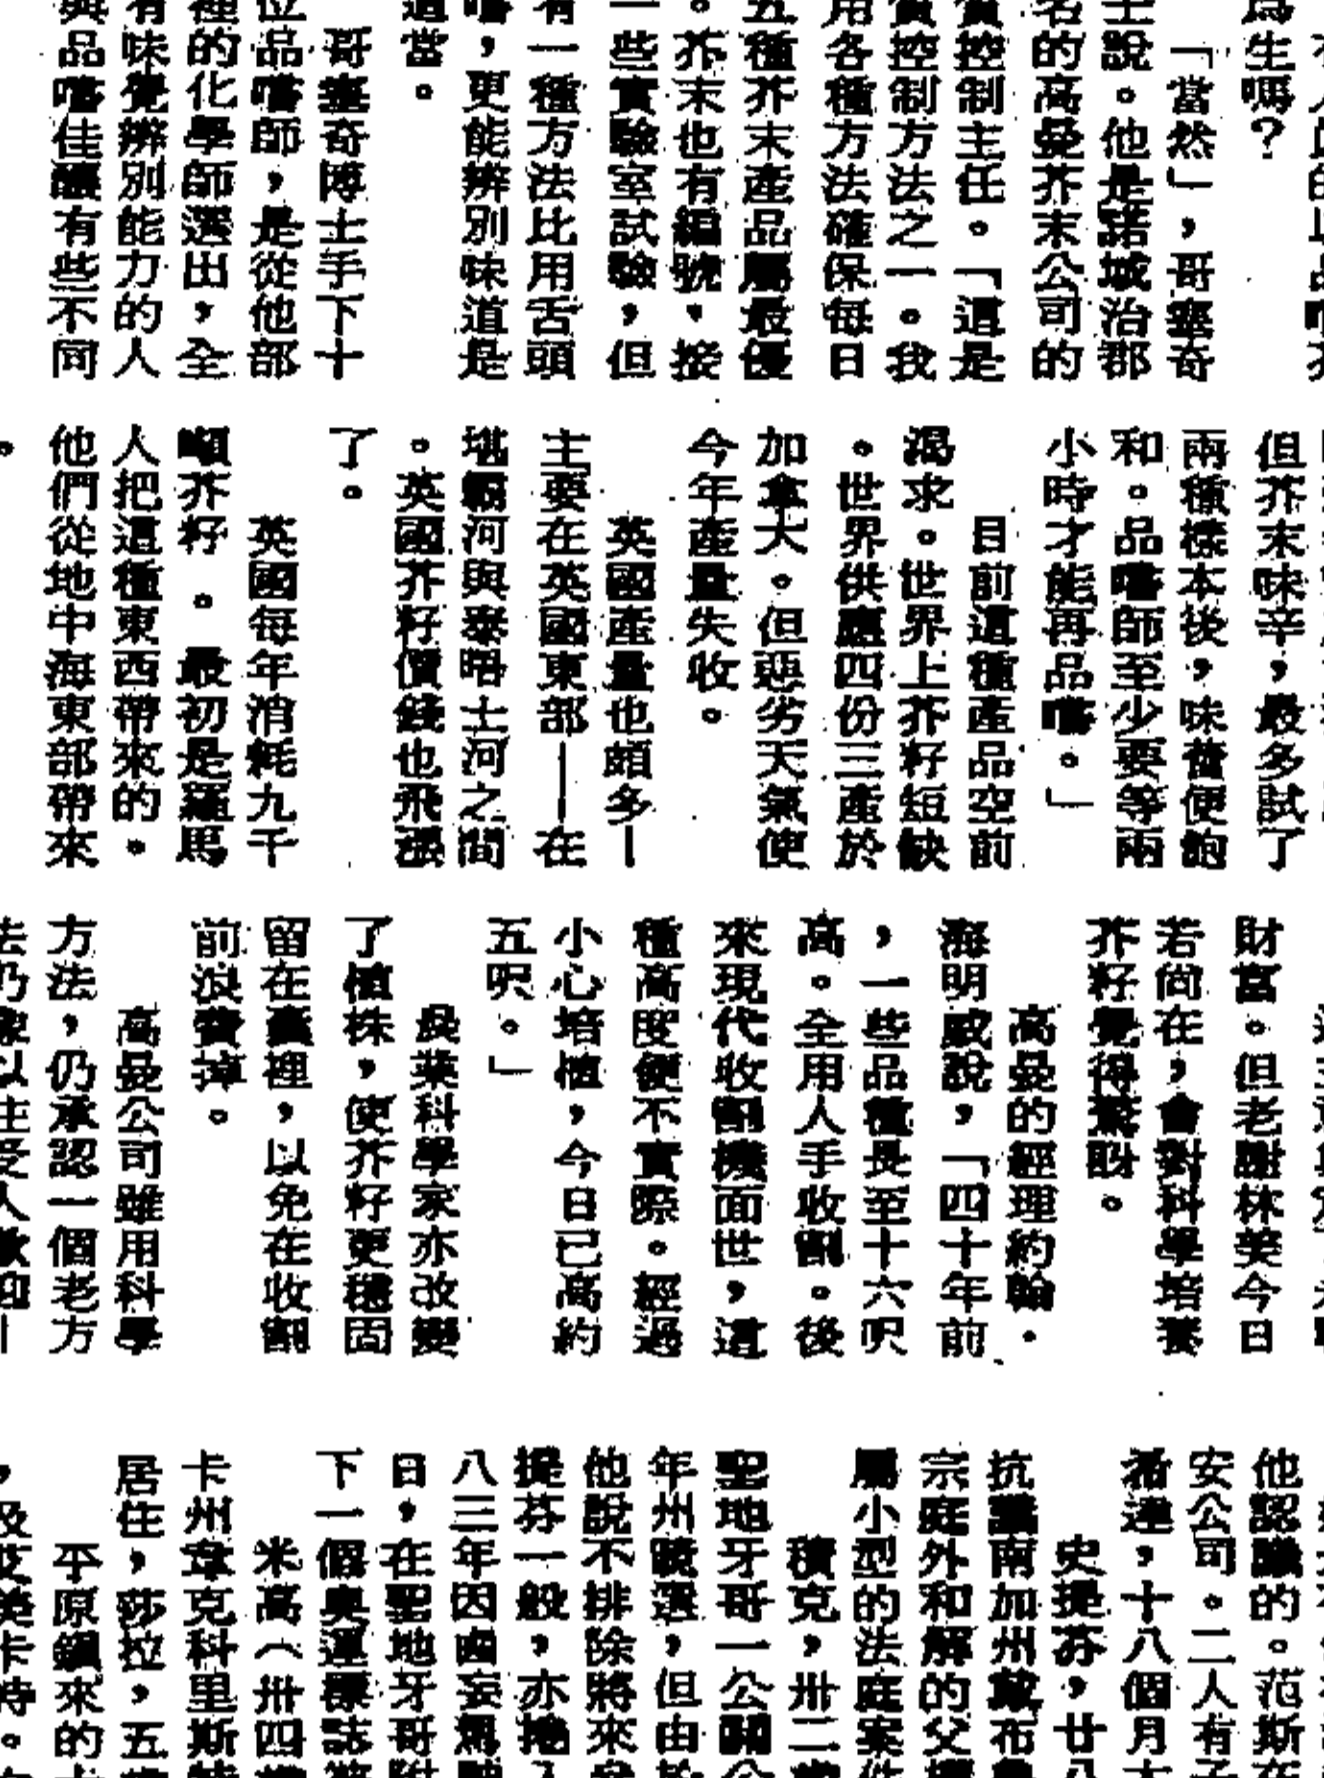 為生嗎？
「當然」，哥塞奇
士說。他是諾城治郡
名的高曼芥末公司的
質控制主任。「這是
質控制方法之一。我
用各種方法確保每日
五種芥末產品屬最優
。芥末也有編號，接
一些實驗室試驗，但
有一種方法比用舌頭
嚐，更能辨別味道是
適當。
哥塞奇博士手下十
位品嚐師，是從他部
裡的化學師選出，全
有味覺辨別能力的人
與品嚐佳釀有些不同
但芥末味辛，最多試了
兩種樣本後，味蕾便飽
和。品嚐師至少要等兩
小時才能再品嚐。」
目前這種產品空前
渴求。世界上芥籽短缺
。世界供應四份三產於
加拿大。但惡劣天氣使
今年產量失收。
英國產量也頗多—
主要在英國東部——在
堪霸河與泰晤士河之間
。英國芥籽價錢也飛漲
了。
英國每年消耗九千
噸芥籽。最初是羅馬
人把這種東西帶來的。
他們從地中海東部帶來
。
財富。但老謝林美今日
若尚在，會對科學培養
芥籽覺得驚訝。
高曼的經理約翰．
海明威說，「四十年前
，一些品種長至十六呎
高。全用人手收割。後
來現代收割機面世，這
種高度便不實際。經過
小心培植，今日已高約
五呎。」
農業科學家亦改變
了植株，使芥籽更穩固
留在囊裡，以免在收割
前浪費掉。
高曼公司雖用科學
方法，仍承認一個老方
法仍像以往受人歡迎—
他認識的。范斯在
安公司。二人有子
希達，十八個月大
史提芬，廿八
抗議南加州戴布
宗庭外和解的父
屬小型的法庭案件
積克，卅二歲
聖地牙哥一公關公
年州競選，但由於
他說不排除將來
提芬一般，亦捲入
八三年因幽妄駕駛
日，在聖地牙哥附
下一個奧運標誌
米高（卅四歲
卡州韋克科里斯
居住，莎拉，五歲
平原鎮來的卡